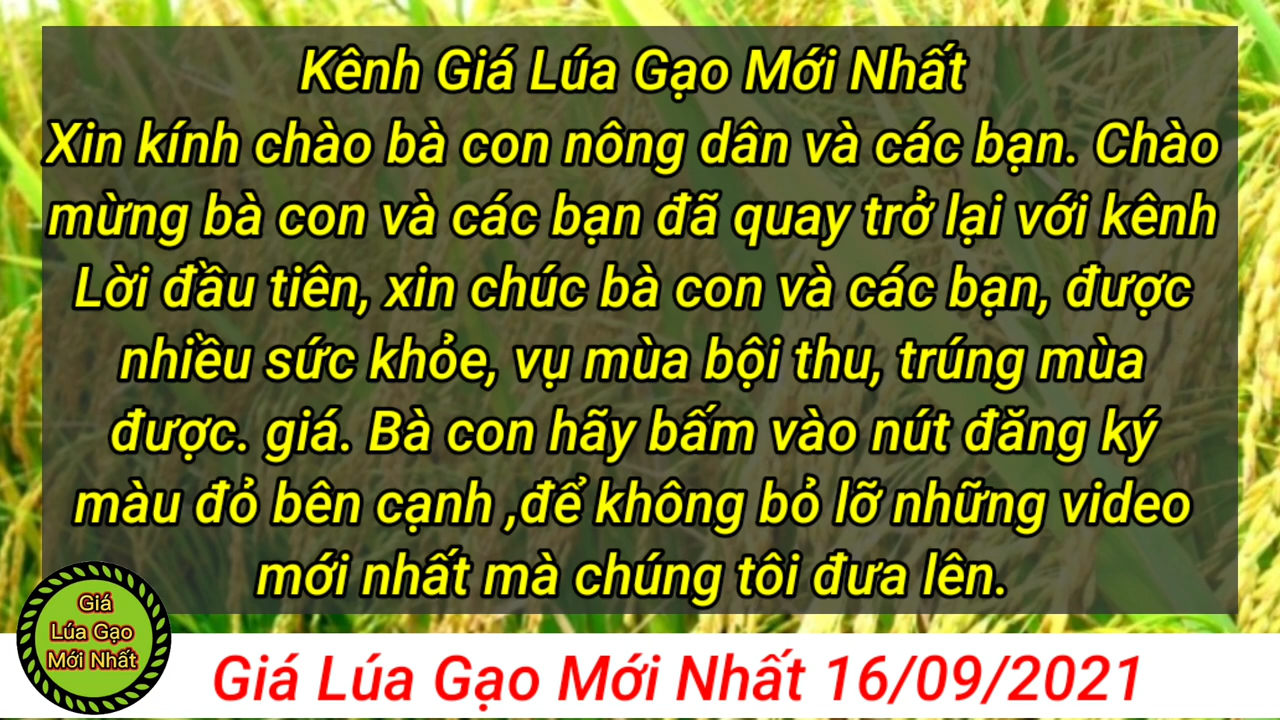 Kênh Giá Lúa Gạo Mới Nhất
Xin kính chào bà con nông dân và các bạn. Chào
mừng bà con và các bạn đã quay trở lại với kênh
Lời đầu tiên, xin chúc bà con và các bạn, được
nhiều sức khỏe, vụ mùa bội thu, trúng mùa
được. giá. Bà con hãy bấm vào nút đăng ký
màu đỏ bên cạnh ,để không bỏ lỡ những video
mới nhất mà chúng tôi đưa lên.
Giá
Lúa Gạo
Mới Nhất
Giá Lúa Gạo Mới Nhất 16/09/2021